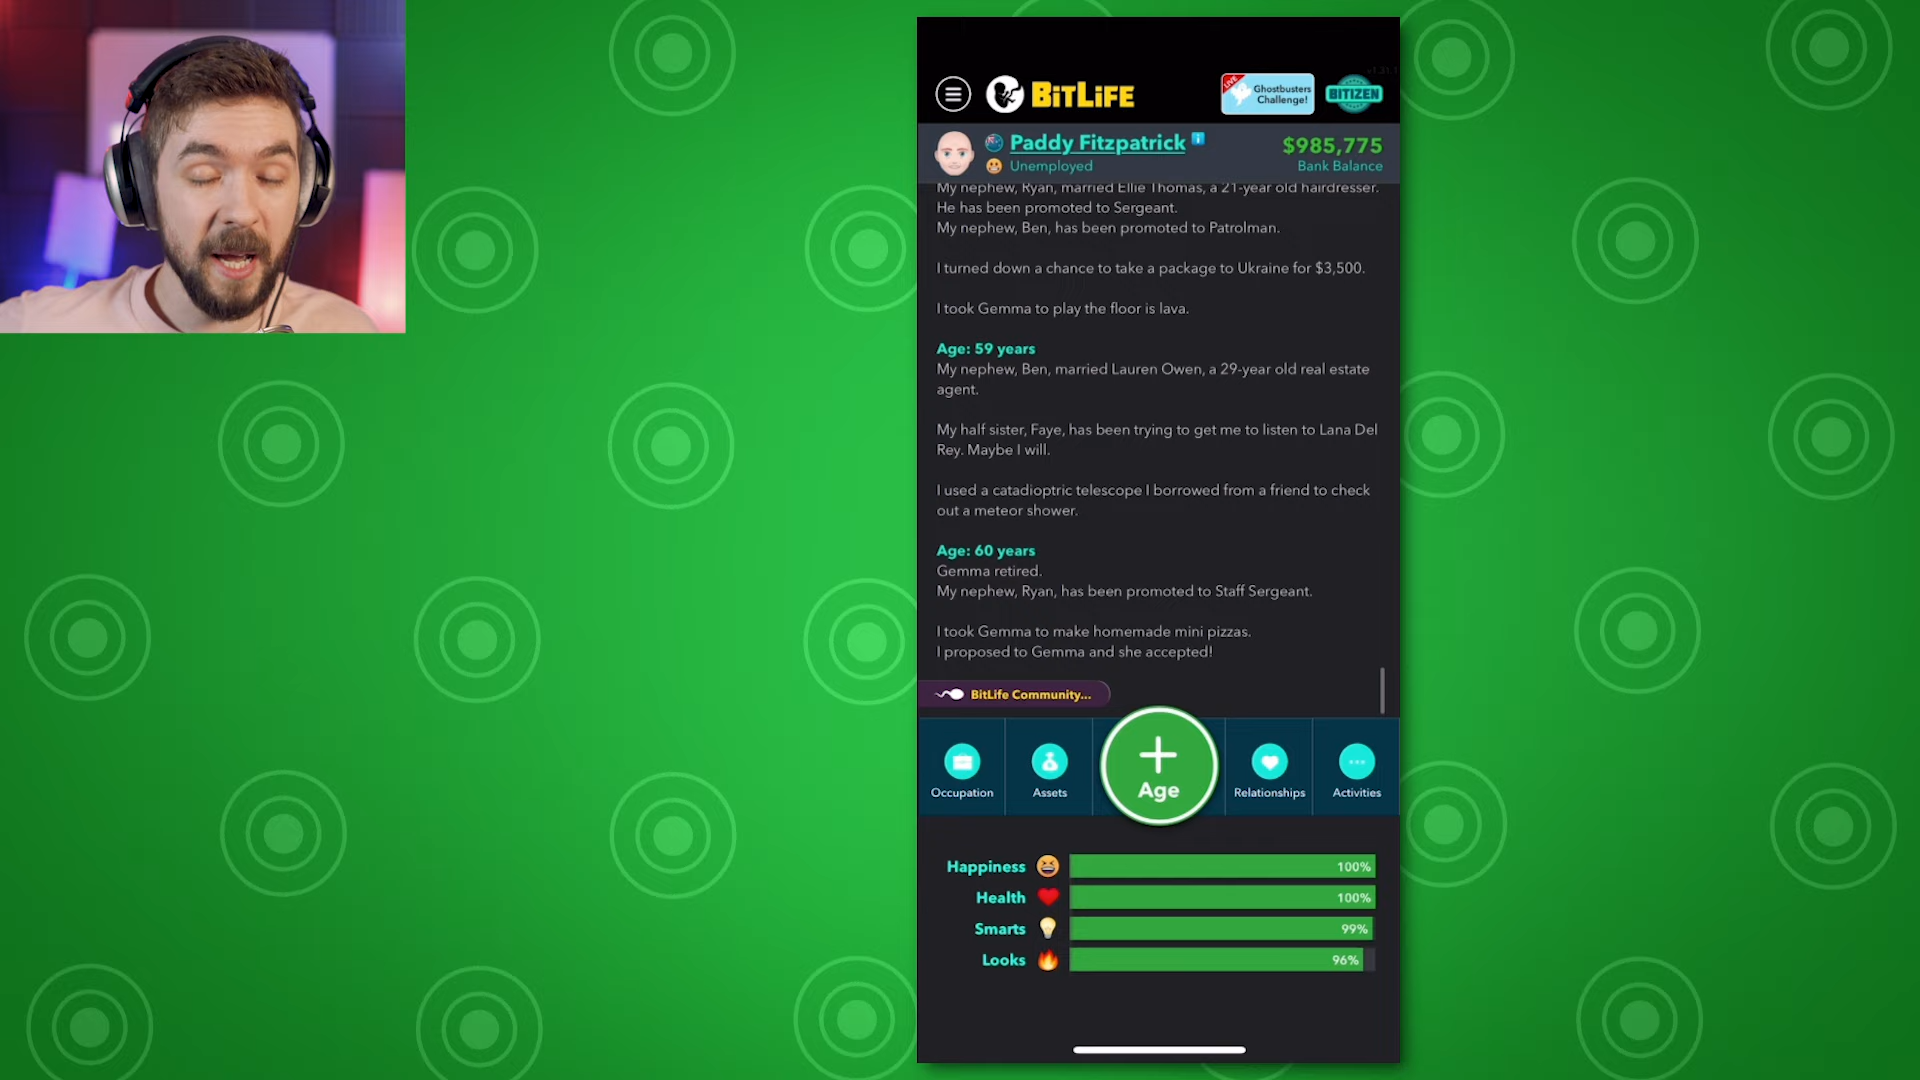 v1.31.1
BITLIFE
LIVE
Ghostbusters
Challenge!
BITIZEN
Paddy Fitzpatrick
$985,775
Unemployed
Bank Balance
My nephew, Ryan, married Ellie Thomas, a 21-year old hairdresser.
He has been promoted to Sergeant.
My nephew, Ben, has been promoted to Patrolman.
I turned down a chance to take a package to Ukraine for $3,500.
I took Gemma to play the floor is lava.
Age: 59 years
My nephew, Ben, married Lauren Owen, a 29-year old real estate
agent.
My half sister, Faye, has been trying to get me to listen to Lana Del
Rey. Maybe I will.
I used a catadioptric telescope I borrowed from a friend to check
out a meteor shower.
Age: 60 years
Gemma retired.
My nephew, Ryan, has been promoted to Staff Sergeant.
I took Gemma to make homemade mini pizzas.
I proposed to Gemma and she accepted!
BitLife Community...
Occupation
Assets
Age
Relationships
Activities
Happiness 100%
Health 100%
Smarts 99%
Looks 96%